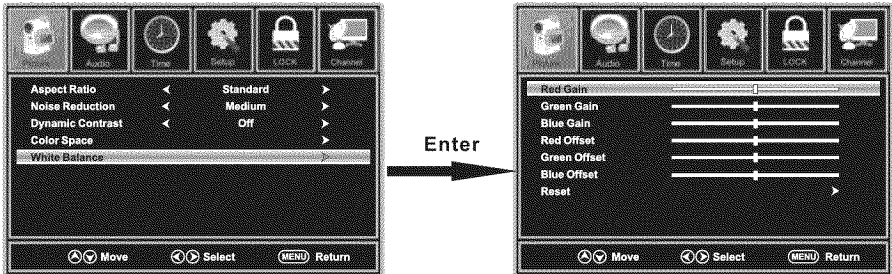 Picture Audio Time Setup LOCK Channel
Aspect Ratio Standard
Noise Reduction Medium
Dynamic Contrast Off
Color Space
White Balance
Move Select MENU Return
Enter
Picture Audio Time Setup LOCK Channel
Red Gain
Green Gain
Blue Gain
Red Offset
Green Offset
Blue Offset
Reset
Move Select MENU Return